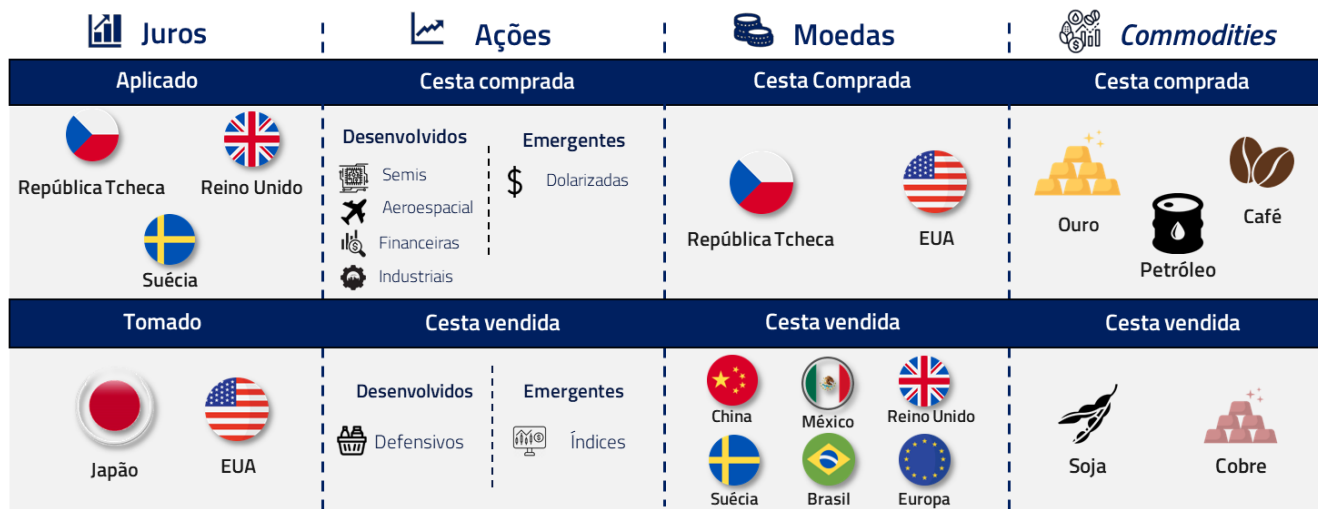 Juros
Ações
Moedas
Commodities
Aplicado
Cesta comprada
Cesta Comprada
Cesta comprada
República Tcheca
Reino Unido
Suécia
Desenvolvidos
Semis
Aeroespacial
Financeiras
Industriais
Emergentes
$ Dolarizadas
República Tcheca
EUA
Ouro
Petróleo
Café
Tomado
Cesta vendida
Cesta vendida
Cesta vendida
Japão
EUA
Desenvolvidos
Defensivos
Emergentes
Índices
China
México
Reino Unido
Suécia
Brasil
Europa
Soja
Cobre